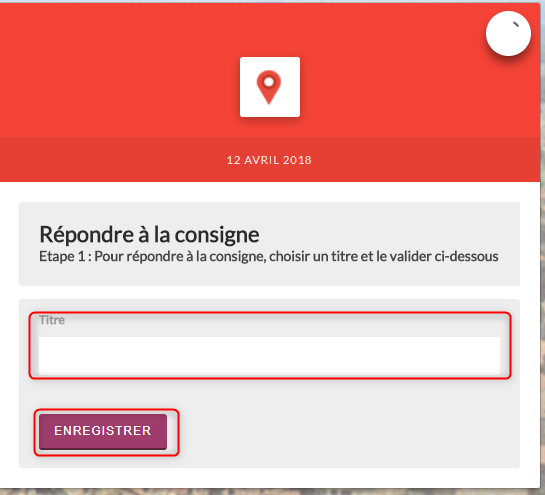 12 AVRIL 2018
Répondre à la consigne
Etape 1 : Pour répondre à la consigne, choisir un titre et le valider ci-dessous
Titre
ENREGISTRER